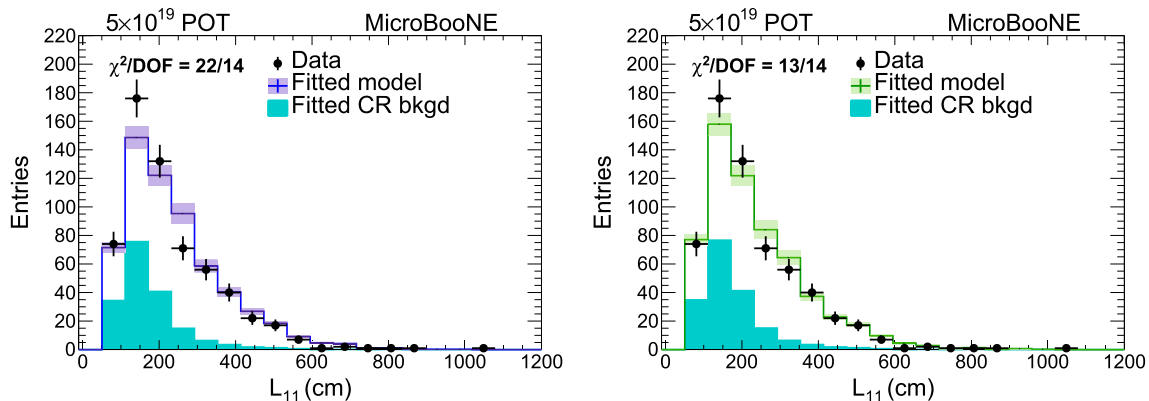 5×10¹⁹ POT MicroBooNE
χ²/DOF = 22/14
Data
Fitted model
Fitted CR bkgd
Entries
220
200
180
160
140
120
100
80
60
40
20
0
0 200 400 600 800 1000 1200
L₁₁ (cm)
5×10¹⁹ POT MicroBooNE
χ²/DOF = 13/14
Data
Fitted model
Fitted CR bkgd
Entries
220
200
180
160
140
120
100
80
60
40
20
0
0 200 400 600 800 1000 1200
L₁₁ (cm)